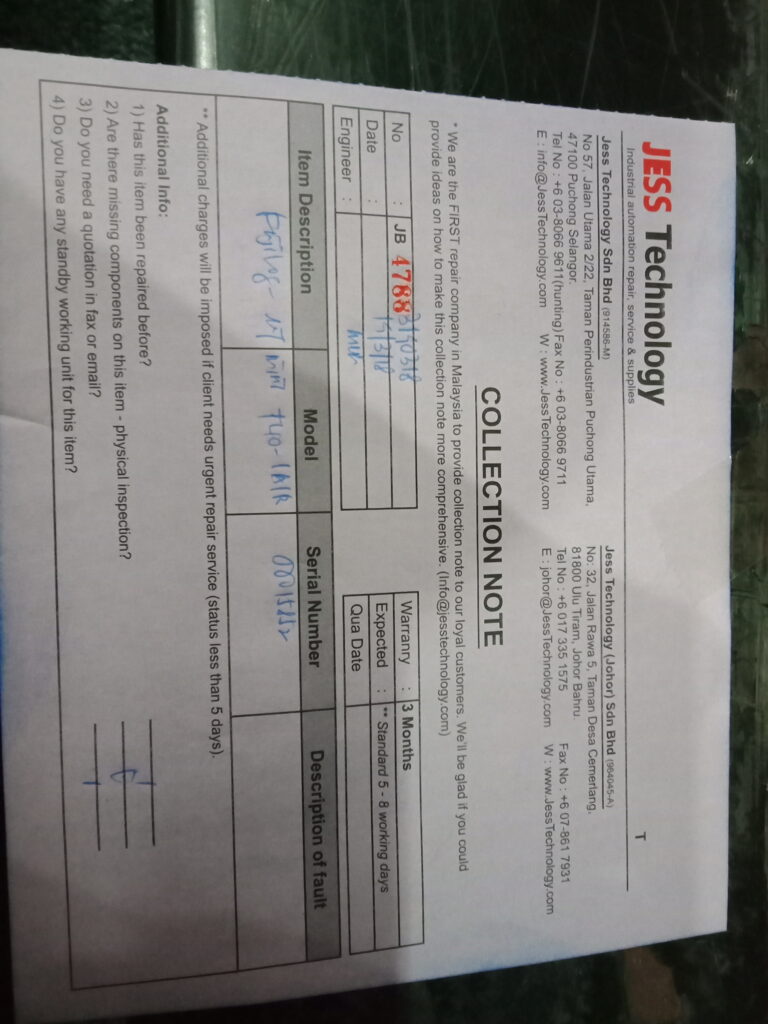 JESS Technology
Industrial automation repair, service & supplies
T
Jess Technology Sdn Bhd (914586-M)
No 57, Jalan Utama 2/22, Taman Perindustrian Puchong Utama,
47100 Puchong Selangor.
Tel No : +6 03-8066 9611(hunting) Fax No : +6 03-8066 9711
E : info@JessTechnology.com W : www.JessTechnology.com
Jess Technology (Johor) Sdn Bhd (964045-A)
No: 32, Jalan Rawa 5, Taman Desa Cemerlang,
81800 Ulu Tiram, Johor Bahru.
Tel No : +6 017 335 1575 Fax No : +6 07-861 7931
E : johor@JessTechnology.com W : www.JessTechnology.com
COLLECTION NOTE
* We are the FIRST repair company in Malaysia to provide collection note to our loyal customers. We'll be glad if you could
provide ideas on how to make this collection note more comprehensive. (Info@jesstechnology.com)
No : JB 4788
Date :
Engineer :
Warranry : 3 Months
Expected : ** Standard 5 - 8 working days
Qua Date
Item Description Model Serial Number Description of fault
** Additional charges will be imposed if client needs urgent repair service (status less than 5 days).
Additional Info:
1) Has this item been repaired before?
2) Are there missing components on this item - physical inspection?
3) Do you need a quotation in fax or email?
4) Do you have any standby working unit for this item?